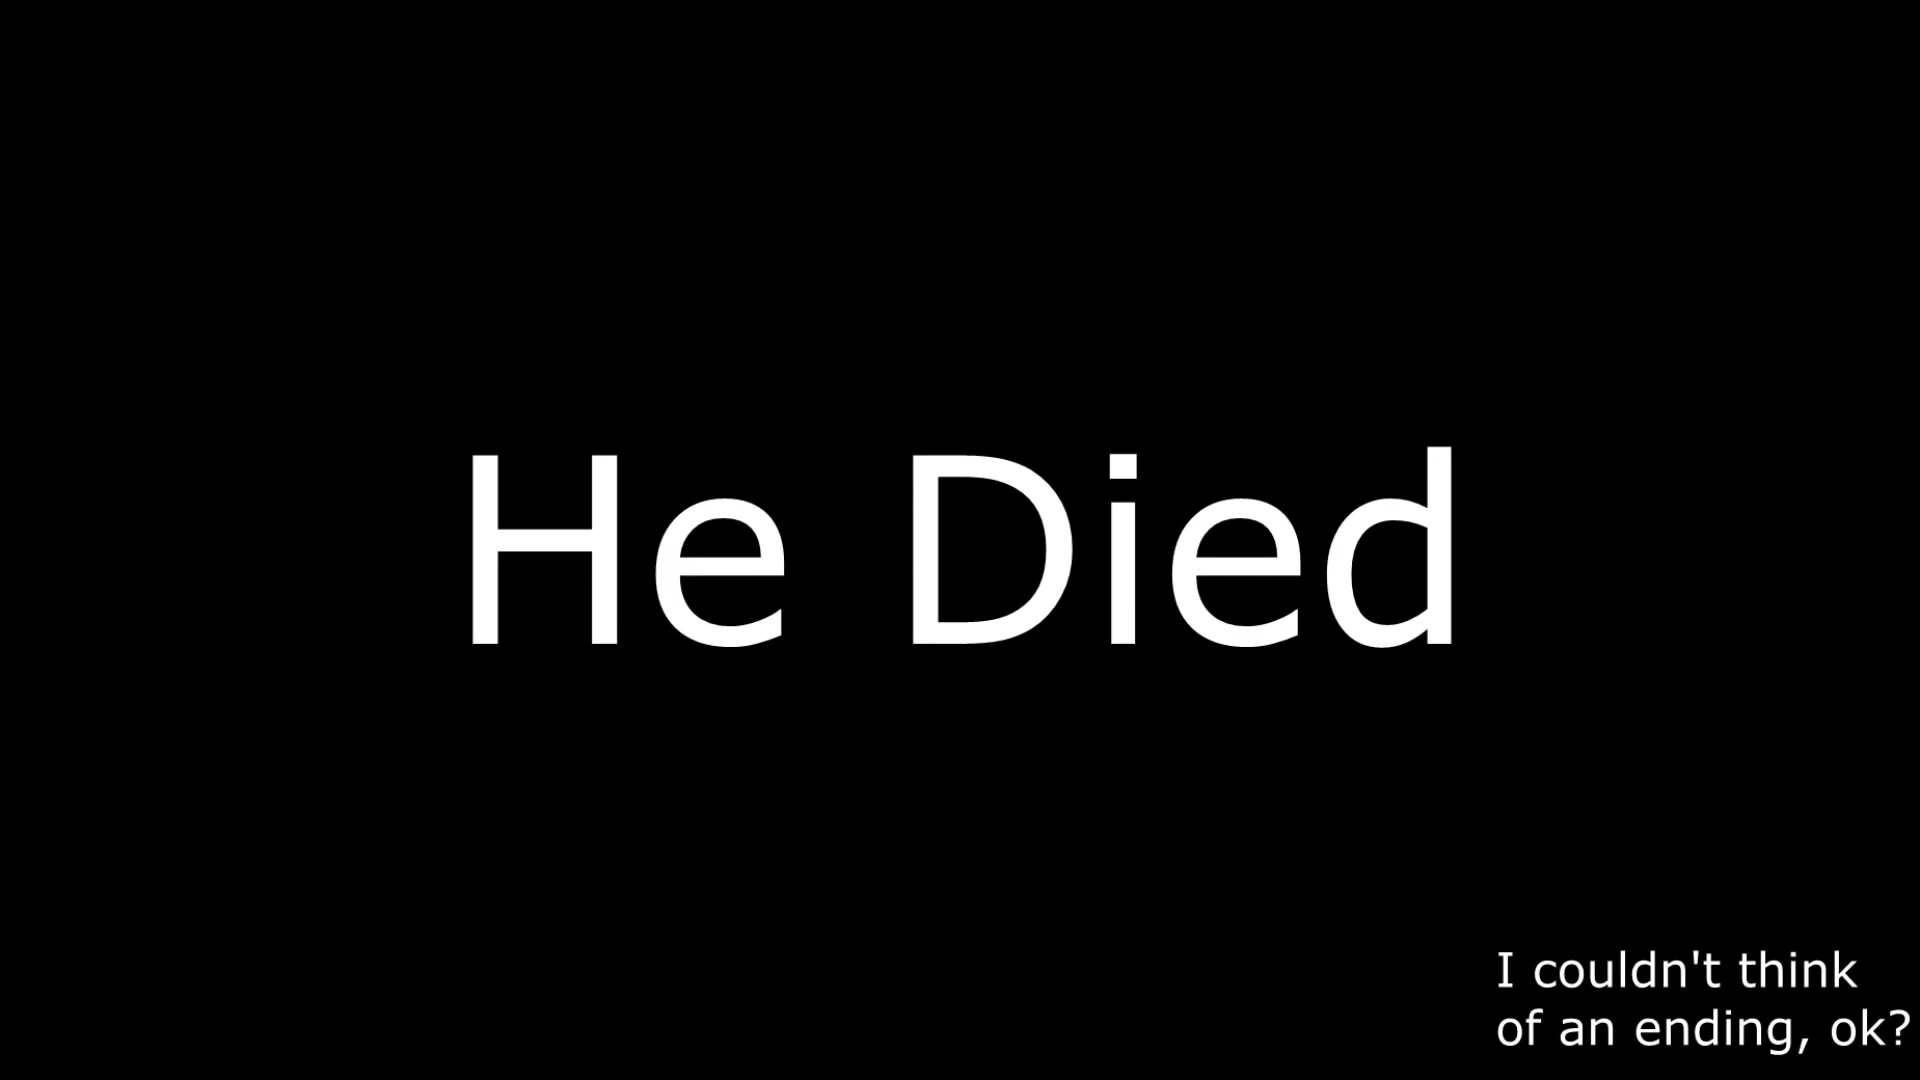 He Died
I couldn't think
of an ending, ok?